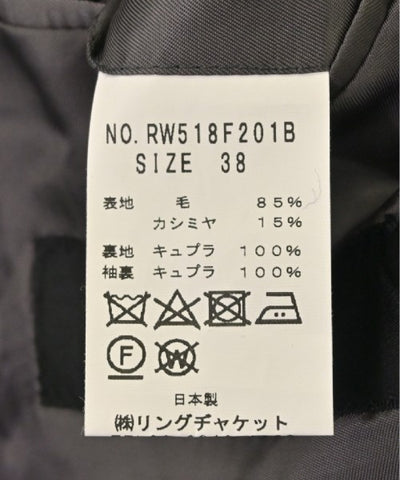 NO. RW518F201B
SIZE 38
表地 毛 85%
カシミヤ 15%
裏地 キュプラ 100%
袖裏 キュプラ 100%
F W
日本製
㈱リングヂャケット